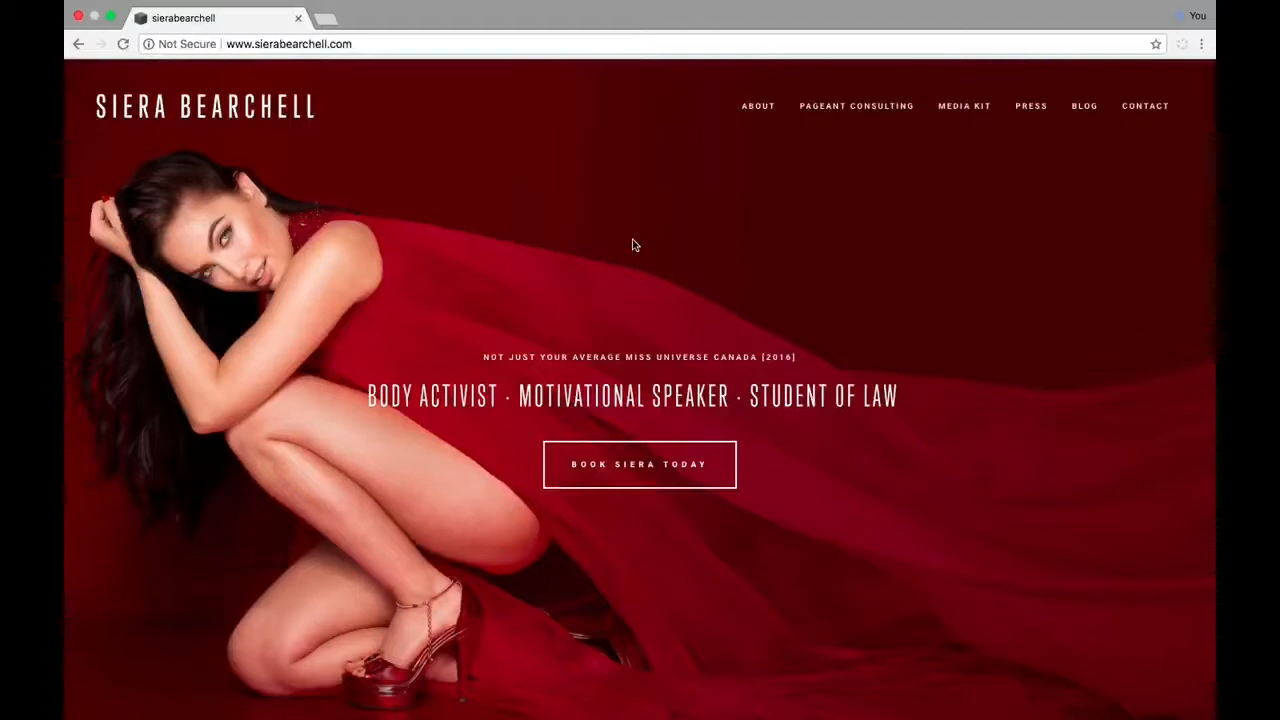 sierabearchell
You
Not Secure
www.sierabearchell.com
SIERA BEARCHELL
ABOUT
PAGEANT CONSULTING
MEDIA KIT
PRESS
BLOG
CONTACT
NOT JUST YOUR AVERAGE MISS UNIVERSE CANADA [2016]
BODY ACTIVIST · MOTIVATIONAL SPEAKER · STUDENT OF LAW
BOOK SIERA TODAY